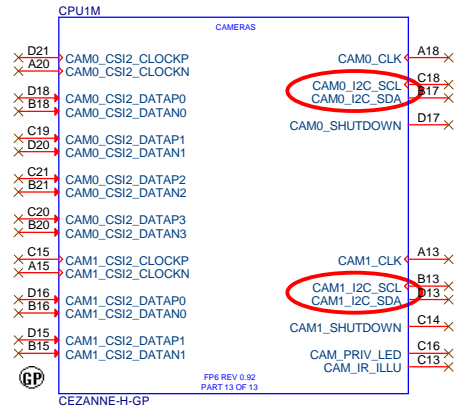 CPU1M
CAMERAS
D21 CAM0_CSI2_CLOCKP CAM0_CLK A18
A20 CAM0_CSI2_CLOCKN
CAM0_I2C_SCL C18
D18 CAM0_CSI2_DATAP0 CAM0_I2C_SDA B17
B18 CAM0_CSI2_DATAN0
CAM0_SHUTDOWN D17
C19 CAM0_CSI2_DATAP1
D20 CAM0_CSI2_DATAN1
C21 CAM0_CSI2_DATAP2
B21 CAM0_CSI2_DATAN2
C20 CAM0_CSI2_DATAP3
B20 CAM0_CSI2_DATAN3
C15 CAM1_CSI2_CLOCKP CAM1_CLK A13
A15 CAM1_CSI2_CLOCKN
CAM1_I2C_SCL B13
D16 CAM1_CSI2_DATAP0 CAM1_I2C_SDA D13
B16 CAM1_CSI2_DATAN0
CAM1_SHUTDOWN C14
D15 CAM1_CSI2_DATAP1
B15 CAM1_CSI2_DATAN1 CAM_PRIV_LED C16
CAM_IR_ILLU C13
GP
FP6 REV 0.92
PART 13 OF 13
CEZANNE-H-GP